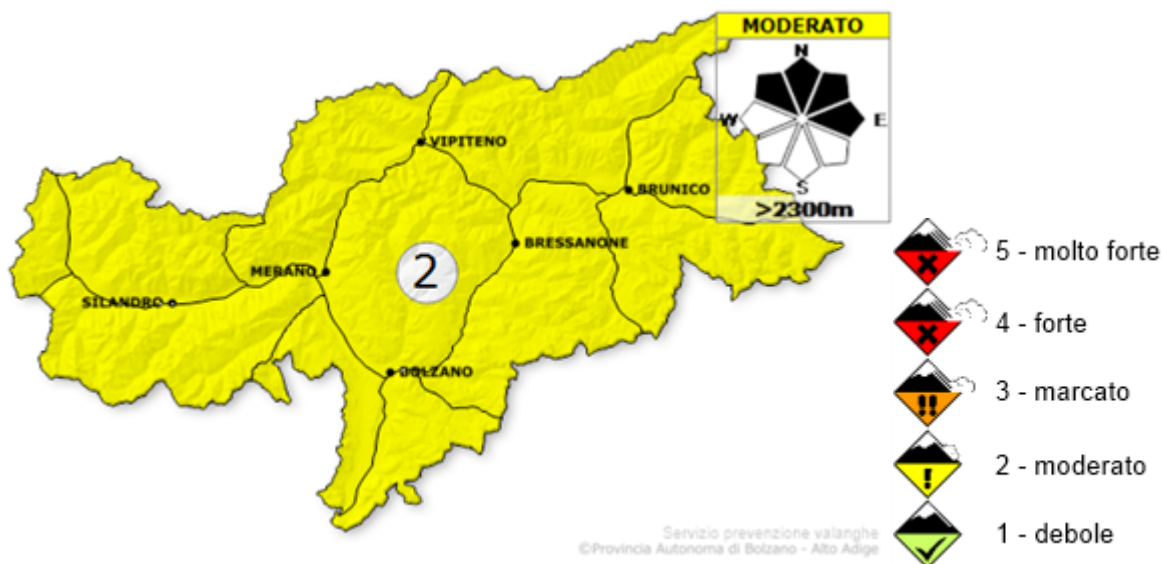 MODERATO
N
W
E
S
>2300m
VIPITENO
BRUNICO
BRESSANONE
MERANO
2
SILANDRO
BOLZANO
5 - molto forte
4 - forte
3 - marcato
2 - moderato
1 - debole
Servizio prevenzione valanghe
©Provincia Autonoma di Bolzano - Alto Adige